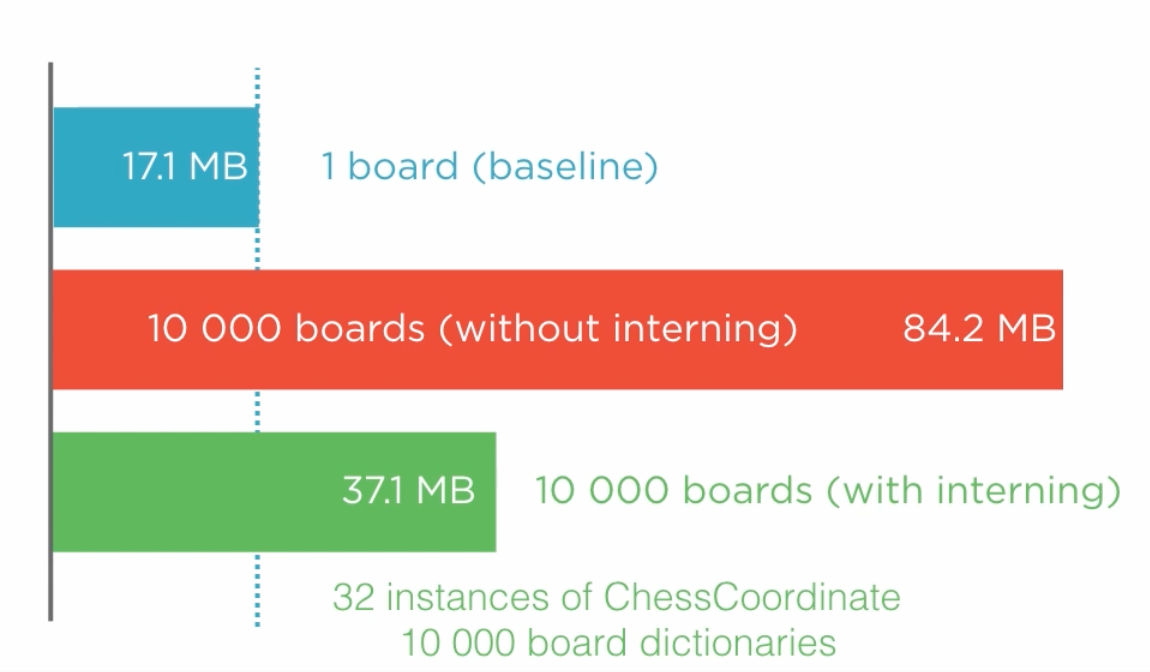 17.1 MB 1 board (baseline)
10 000 boards (without interning) 84.2 MB
37.1 MB 10 000 boards (with interning)
32 instances of ChessCoordinate
10 000 board dictionaries